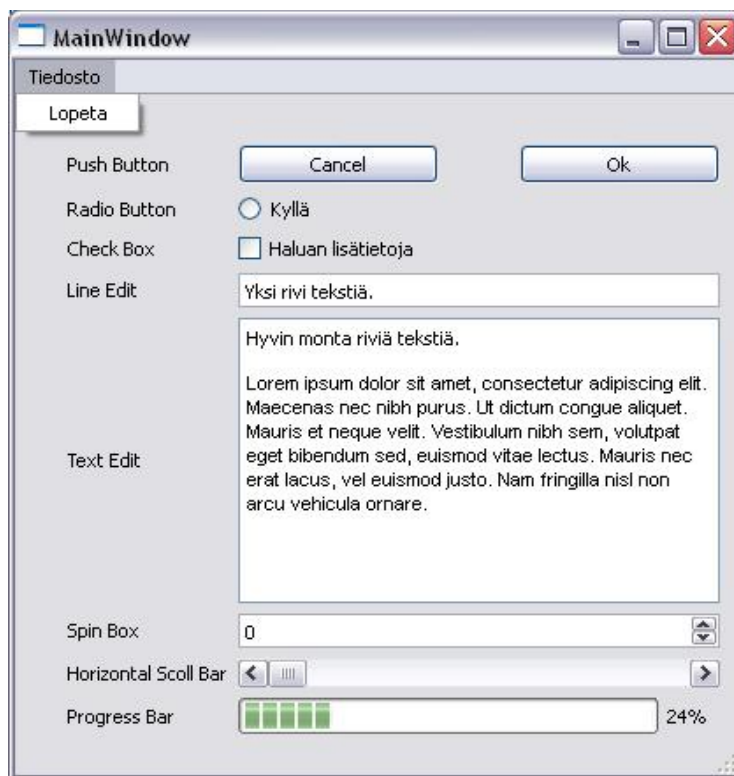 MainWindow
Tiedosto
Lopeta
Push Button Cancel Ok
Radio Button Kyllä
Check Box Haluan lisätietoja
Line Edit Yksi rivi tekstiä.
Hyvin monta riviä tekstiä.
Lorem ipsum dolor sit amet, consectetur adipiscing elit.
Maecenas nec nibh purus. Ut dictum congue aliquet.
Mauris et neque velit. Vestibulum nibh sem, volutpat
Text Edit eget bibendum sed, euismod vitae lectus. Mauris nec
erat lacus, vel euismod justo. Nam fringilla nisl non
arcu vehicula ornare.
Spin Box 0
Horizontal Scoll Bar
Progress Bar 24%